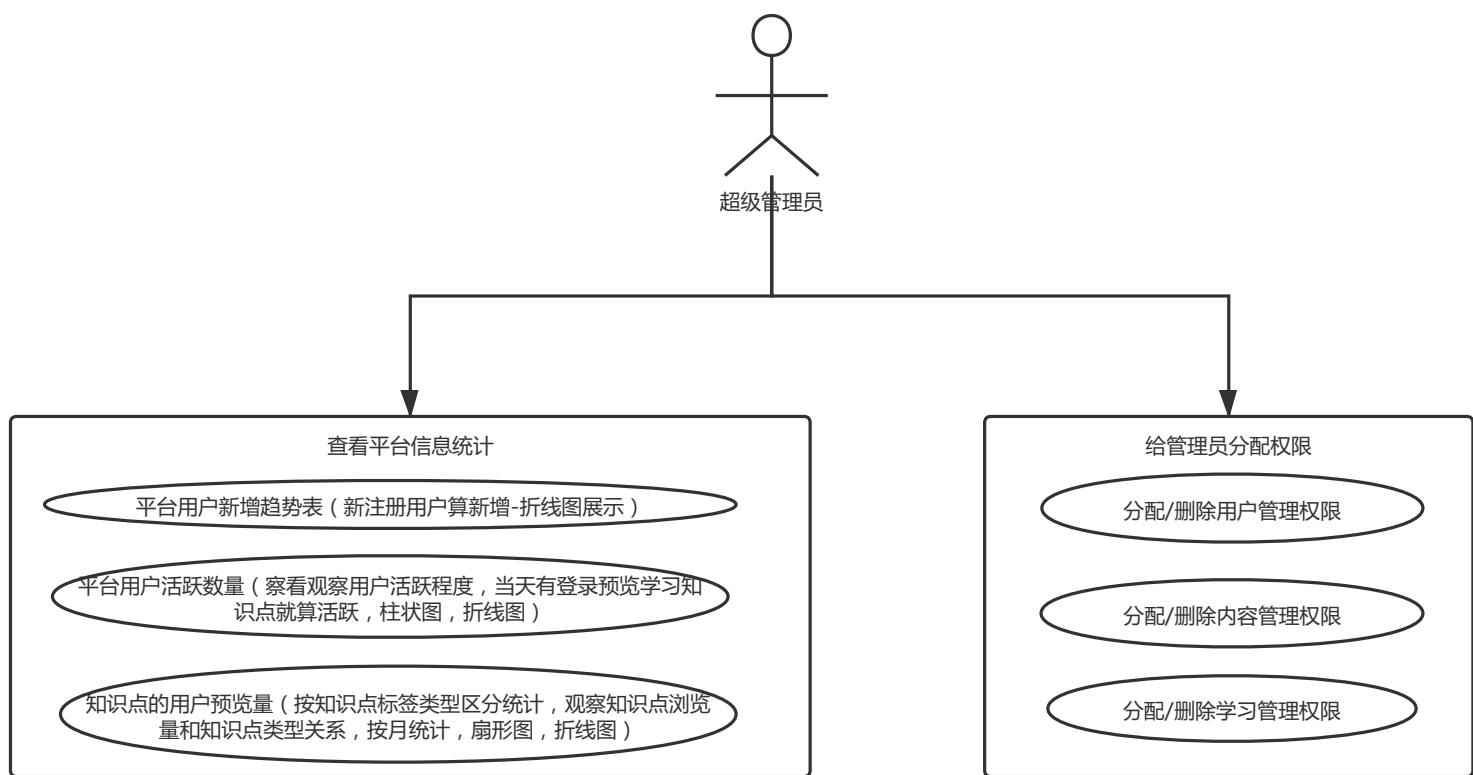 超级管理员
查看平台信息统计
平台用户新增趋势表（新注册用户算新增-折线图展示）
平台用户活跃数量（察看观察用户活跃程度，当天有登录预览学习知
识点就算活跃，柱状图，折线图）
知识点的用户预览量（按知识点标签类型区分统计，观察知识点浏览
量和知识点类型关系，按月统计，扇形图，折线图）
给管理员分配权限
分配/删除用户管理权限
分配/删除内容管理权限
分配/删除学习管理权限